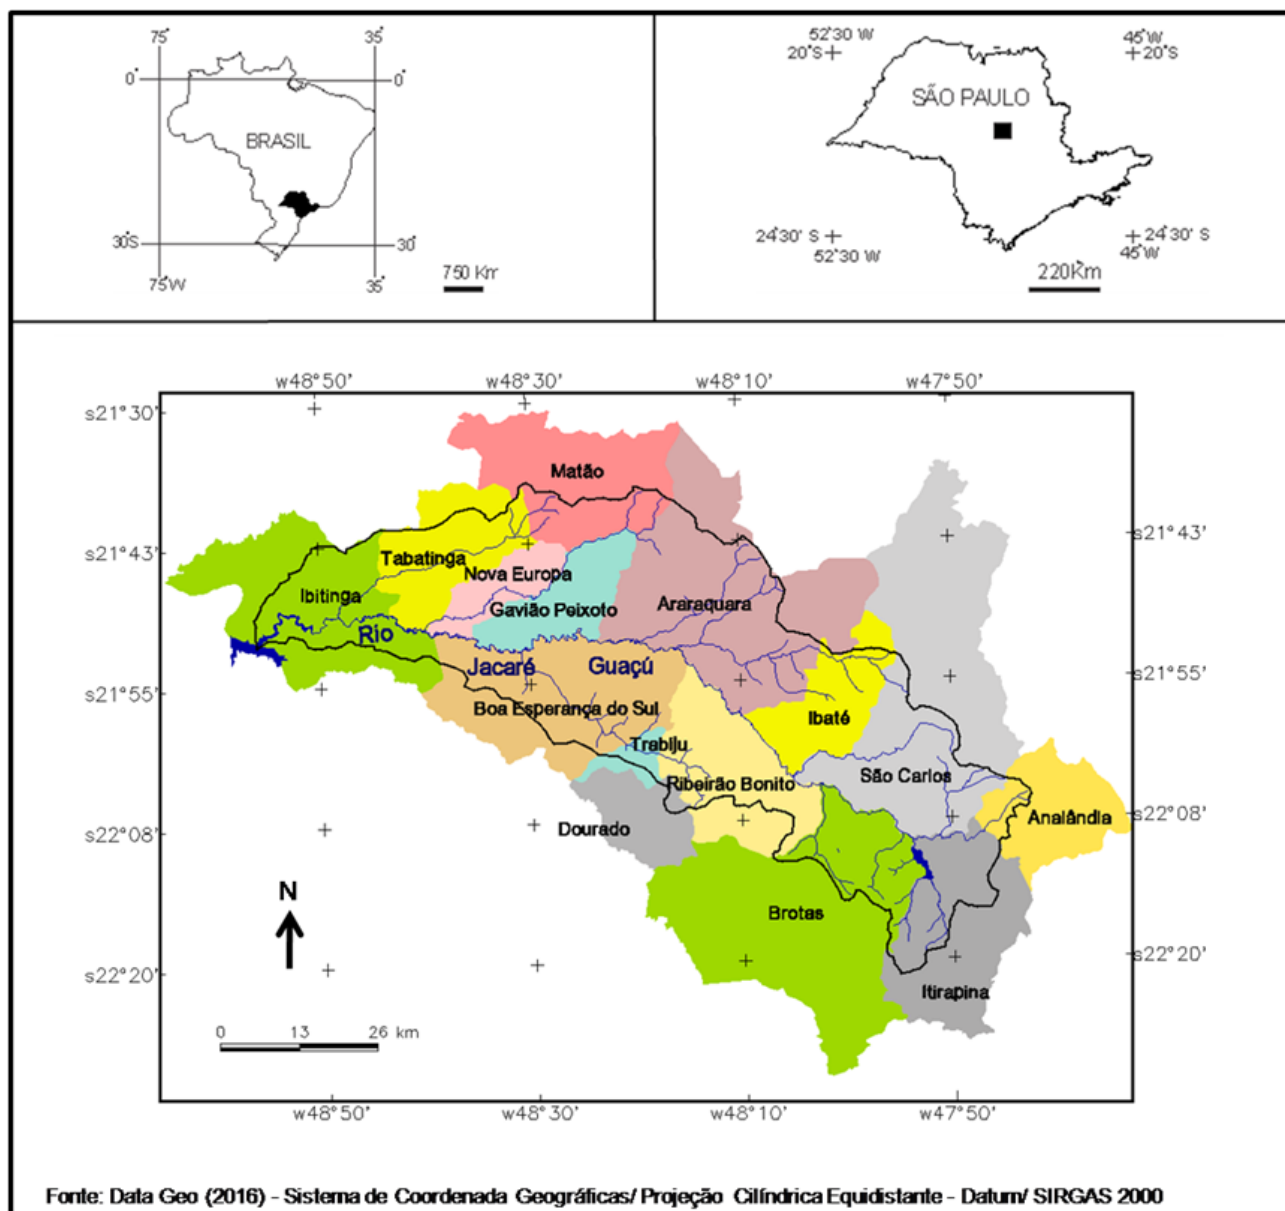 75° 35°
0° 0°
BRASIL
30S 30°
75°W 35°
750 Km
52°30 W 45°W
20°S 20°S
SÃO PAULO
24°30' S 24°30' S
52°30 W 45°W
220Km
w48°50' w48°30' w48°10' w47°50'
s21°30'
Matão
s21°43' s21°43'
Tabatinga
Nova Europa
Ibitinga
Gavião Peixoto
Araraquara
Rio
Jacaré Guaçú
s21°55' s21°55'
Boa Esperança do Sul
Ibaté
Trabiju
São Carlos
Ribeirão Bonito
s22°08' s22°08'
Analândia
Dourado
N
Brotas
s22°20' s22°20'
Itirapina
0 13 26 km
w48°50' w48°30' w48°10' w47°50'
Fonte: Data Geo (2016) - Sistema de Coordenada Geográficas/ Projeção Cilíndrica Equidistante - Datum/ SIRGAS 2000